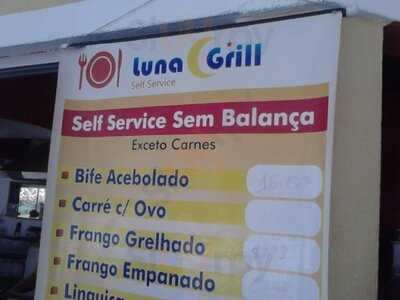 Luna Grill
Self Service
Self Service Sem Balança
Exceto Carnes
Bife Acebolado
Carré c/ Ovo
Frango Grelhado
Frango Empanado